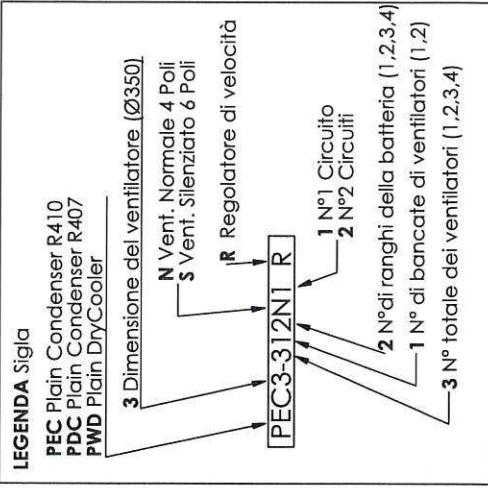 LEGENDA Sigla
PEC Plain Condenser R410
PDC Plain Condenser R407
PWD Plain DryCooler
3 Dimensione del ventilatore (Ø350)
N Vent. Normale 4 Poli
S Vent. Silenziato 6 Poli
R Regolatore di velocità
PEC3-312N1 R
1 N°1 Circuito
2 N°2 Circuiti
2 N°di ranghi della batteria (1,2,3,4)
1 N° di bancate di ventilatori (1,2)
3 N° totale dei ventilatori (1,2,3,4)